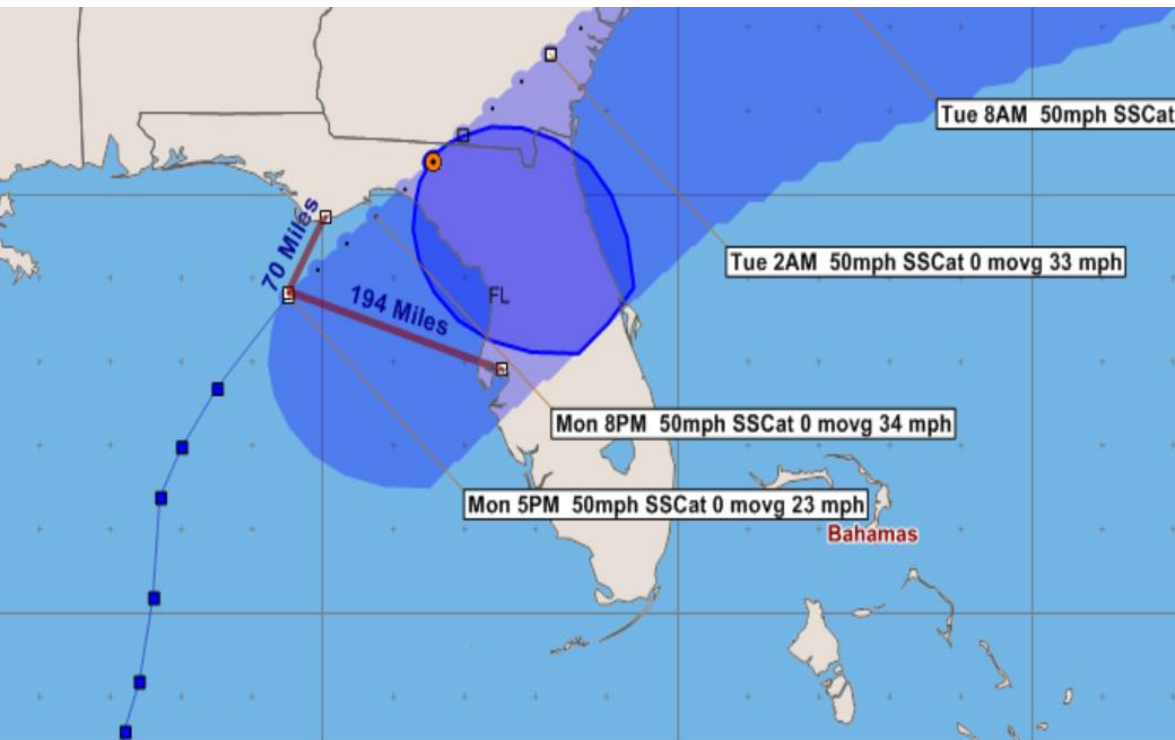 Tue 8AM 50mph SSCat
70 Miles
Tue 2AM 50mph SSCat 0 movg 33 mph
194 Miles
FL
Mon 8PM 50mph SSCat 0 movg 34 mph
Mon 5PM 50mph SSCat 0 movg 23 mph
Bahamas